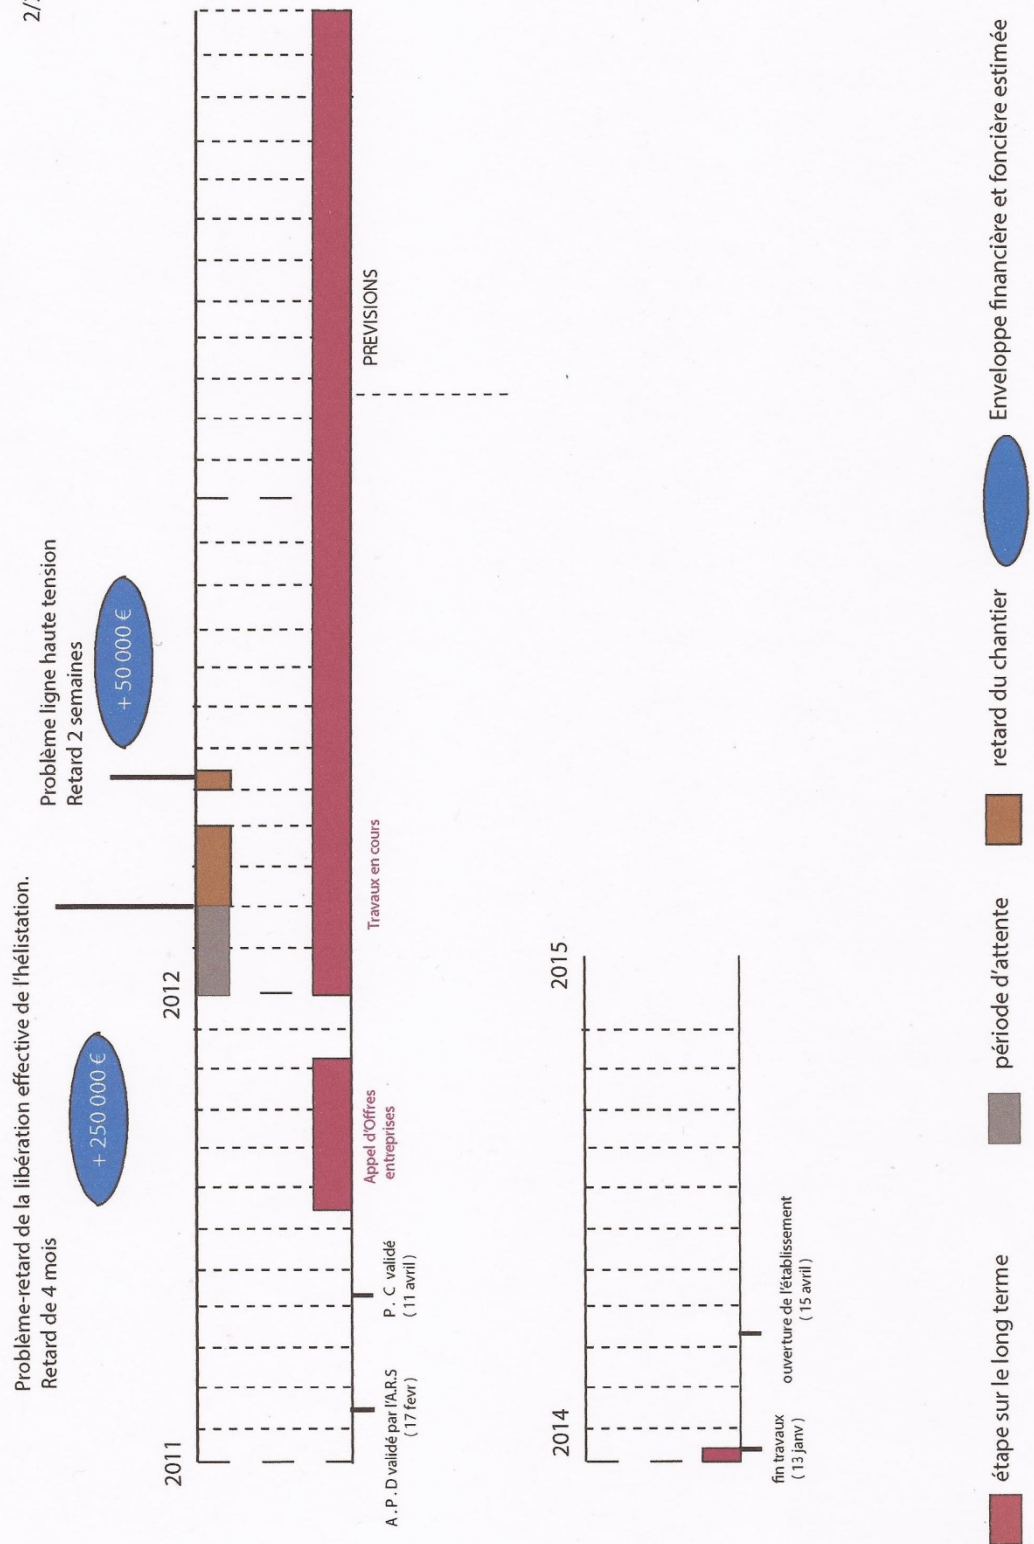 2/
Problème-retard de la libération effective de l'hélistation.
Retard de 4 mois
+ 250 000 €
Problème ligne haute tension
Retard 2 semaines
+ 50 000 €
2011
2012
A . P . D validé par l'A.R.S
( 17 fevr )
P . C validé
( 11 avril )
Appel d'Offres
entreprises
Travaux en cours
PREVISIONS
2014
2015
fin travaux
( 13 janv )
ouverture de l'établissement
( 15 avril )
étape sur le long terme
période d'attente
retard du chantier
Enveloppe financière et foncière estimée